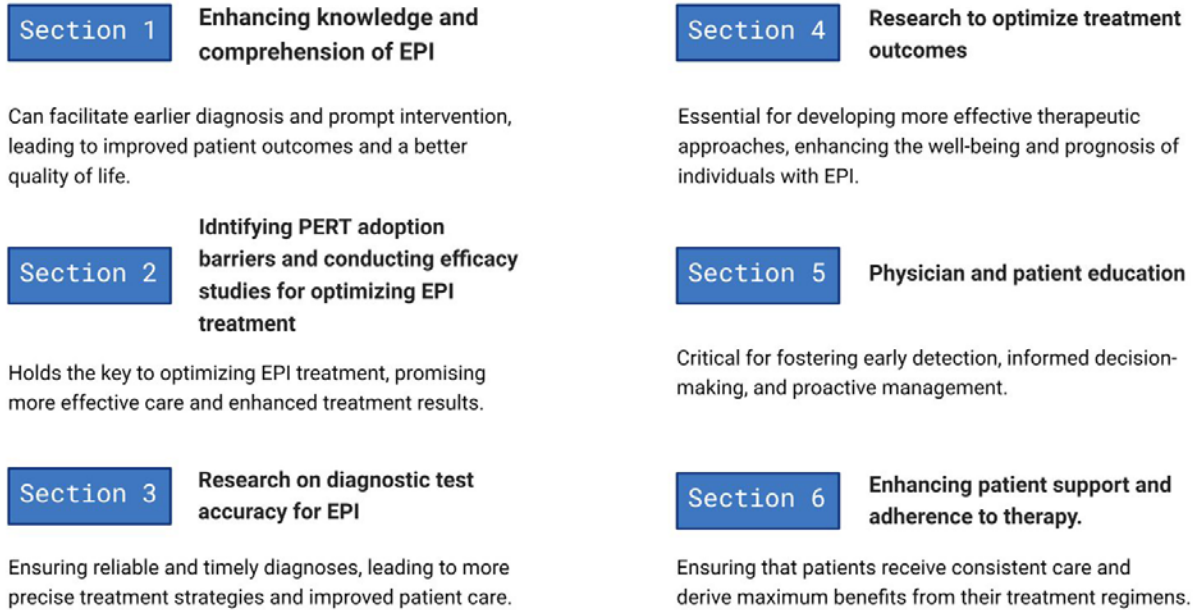 Section 1
Enhancing knowledge and
comprehension of EPI
Can facilitate earlier diagnosis and prompt intervention,
leading to improved patient outcomes and a better
quality of life.
Section 2
Idntifying PERT adoption
barriers and conducting efficacy
studies for optimizing EPI
treatment
Holds the key to optimizing EPI treatment, promising
more effective care and enhanced treatment results.
Section 3
Research on diagnostic test
accuracy for EPI
Ensuring reliable and timely diagnoses, leading to more
precise treatment strategies and improved patient care.
Section 4
Research to optimize treatment
outcomes
Essential for developing more effective therapeutic
approaches, enhancing the well-being and prognosis of
individuals with EPI.
Section 5
Physician and patient education
Critical for fostering early detection, informed decision-
making, and proactive management.
Section 6
Enhancing patient support and
adherence to therapy.
Ensuring that patients receive consistent care and
derive maximum benefits from their treatment regimens.